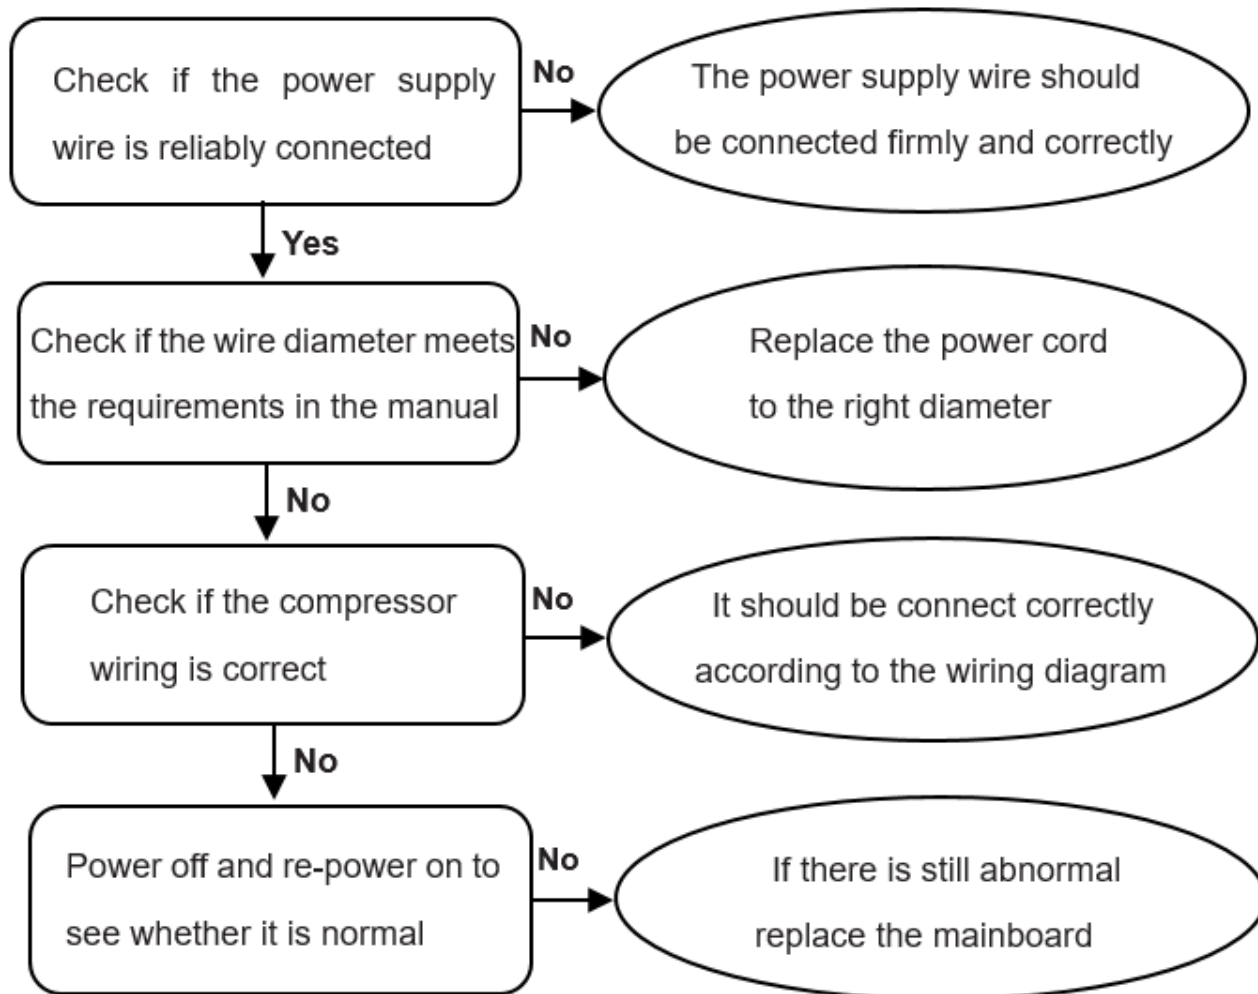 Check if the power supply
wire is reliably connected
No
The power supply wire should
be connected firmly and correctly
Yes
Check if the wire diameter meets
the requirements in the manual
No
Replace the power cord
to the right diameter
No
Check if the compressor
wiring is correct
No
It should be connect correctly
according to the wiring diagram
No
Power off and re-power on to
see whether it is normal
No
If there is still abnormal
replace the mainboard